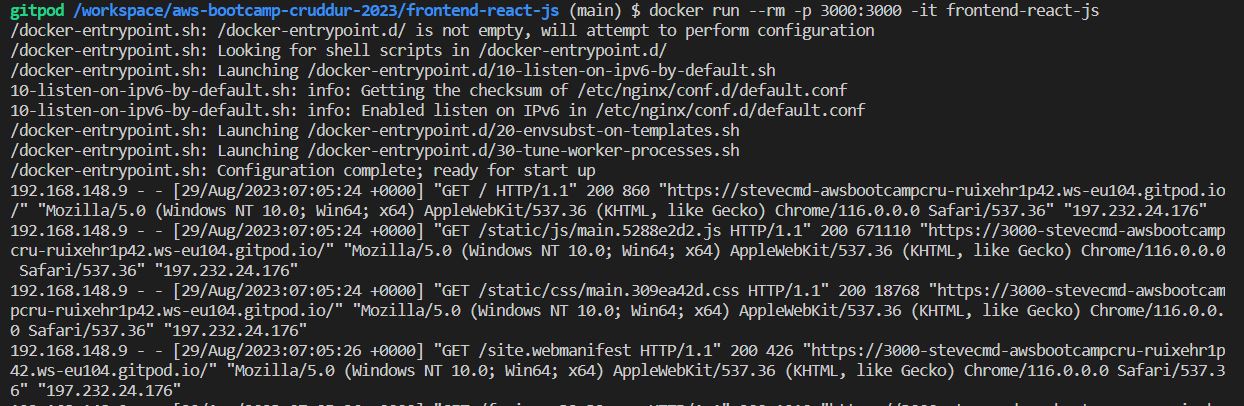 gitpod /workspace/aws-bootcamp-cruddur-2023/frontend-react-js (main) $ docker run --rm -p 3000:3000 -it frontend-react-js
/docker-entrypoint.sh: /docker-entrypoint.d/ is not empty, will attempt to perform configuration
/docker-entrypoint.sh: Looking for shell scripts in /docker-entrypoint.d/
/docker-entrypoint.sh: Launching /docker-entrypoint.d/10-listen-on-ipv6-by-default.sh
10-listen-on-ipv6-by-default.sh: info: Getting the checksum of /etc/nginx/conf.d/default.conf
10-listen-on-ipv6-by-default.sh: info: Enabled listen on IPv6 in /etc/nginx/conf.d/default.conf
/docker-entrypoint.sh: Launching /docker-entrypoint.d/20-envsubst-on-templates.sh
/docker-entrypoint.sh: Launching /docker-entrypoint.d/30-tune-worker-processes.sh
/docker-entrypoint.sh: Configuration complete; ready for start up
192.168.148.9 - - [29/Aug/2023:07:05:24 +0000] "GET / HTTP/1.1" 200 860 "https://stevecmd-awsbootcampcru-ruixehr1p42.ws-eu104.gitpod.io
/" "Mozilla/5.0 (Windows NT 10.0; Win64; x64) AppleWebKit/537.36 (KHTML, like Gecko) Chrome/116.0.0.0 Safari/537.36" "197.232.24.176"
192.168.148.9 - - [29/Aug/2023:07:05:24 +0000] "GET /static/js/main.5288e2d2.js HTTP/1.1" 200 671110 "https://3000-stevecmd-awsbootcamp
cru-ruixehr1p42.ws-eu104.gitpod.io/" "Mozilla/5.0 (Windows NT 10.0; Win64; x64) AppleWebKit/537.36 (KHTML, like Gecko) Chrome/116.0.0.0
Safari/537.36" "197.232.24.176"
192.168.148.9 - - [29/Aug/2023:07:05:24 +0000] "GET /static/css/main.309ea42d.css HTTP/1.1" 200 18768 "https://3000-stevecmd-awsbootcam
pcru-ruixehr1p42.ws-eu104.gitpod.io/" "Mozilla/5.0 (Windows NT 10.0; Win64; x64) AppleWebKit/537.36 (KHTML, like Gecko) Chrome/116.0.0.
0 Safari/537.36" "197.232.24.176"
192.168.148.9 - - [29/Aug/2023:07:05:26 +0000] "GET /site.webmanifest HTTP/1.1" 200 426 "https://3000-stevecmd-awsbootcampcru-ruixehr1p
42.ws-eu104.gitpod.io/" "Mozilla/5.0 (Windows NT 10.0; Win64; x64) AppleWebKit/537.36 (KHTML, like Gecko) Chrome/116.0.0.0 Safari/537.3
6" "197.232.24.176"